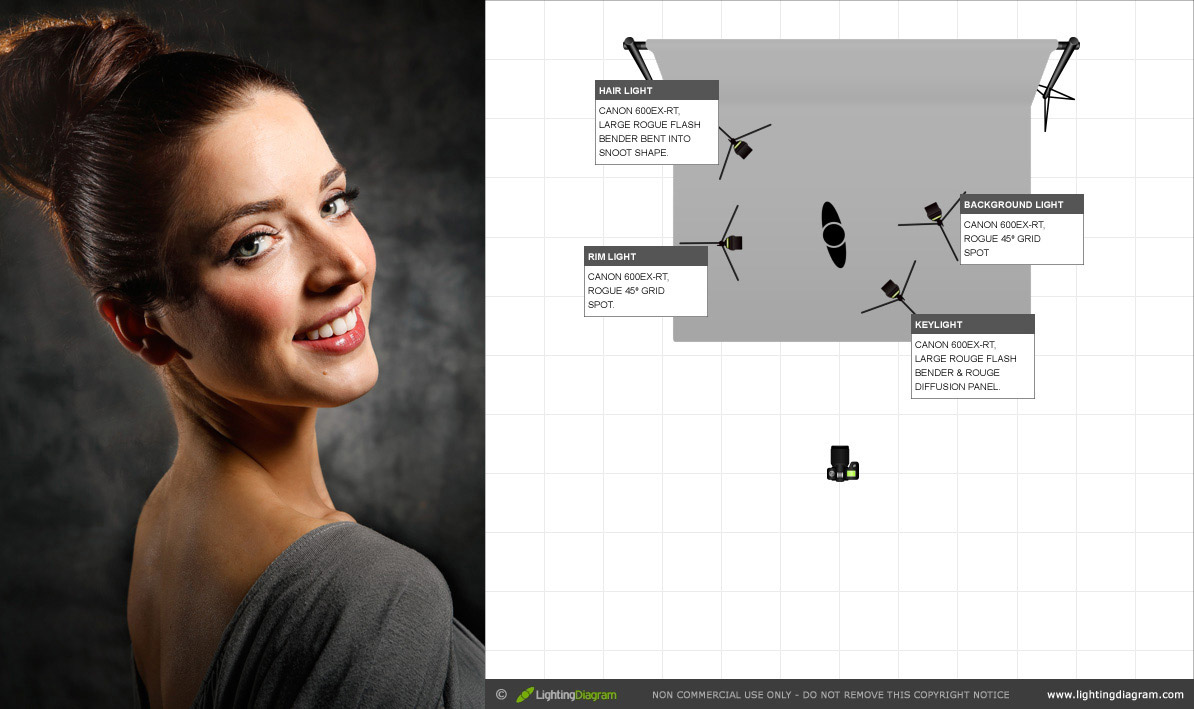 HAIR LIGHT
CANON 600EX-RT,
LARGE ROGUE FLASH
BENDER BENT INTO
SNOOT SHAPE.
BACKGROUND LIGHT
CANON 600EX-RT,
ROGUE 45° GRID
SPOT
RIM LIGHT
CANON 600EX-RT,
ROGUE 45° GRID
SPOT.
KEYLIGHT
CANON 600EX-RT,
LARGE ROUGE FLASH
BENDER & ROUGE
DIFFUSION PANEL.
© LightingDiagram NON COMMERCIAL USE ONLY - DO NOT REMOVE THIS COPYRIGHT NOTICE www.lightingdiagram.com